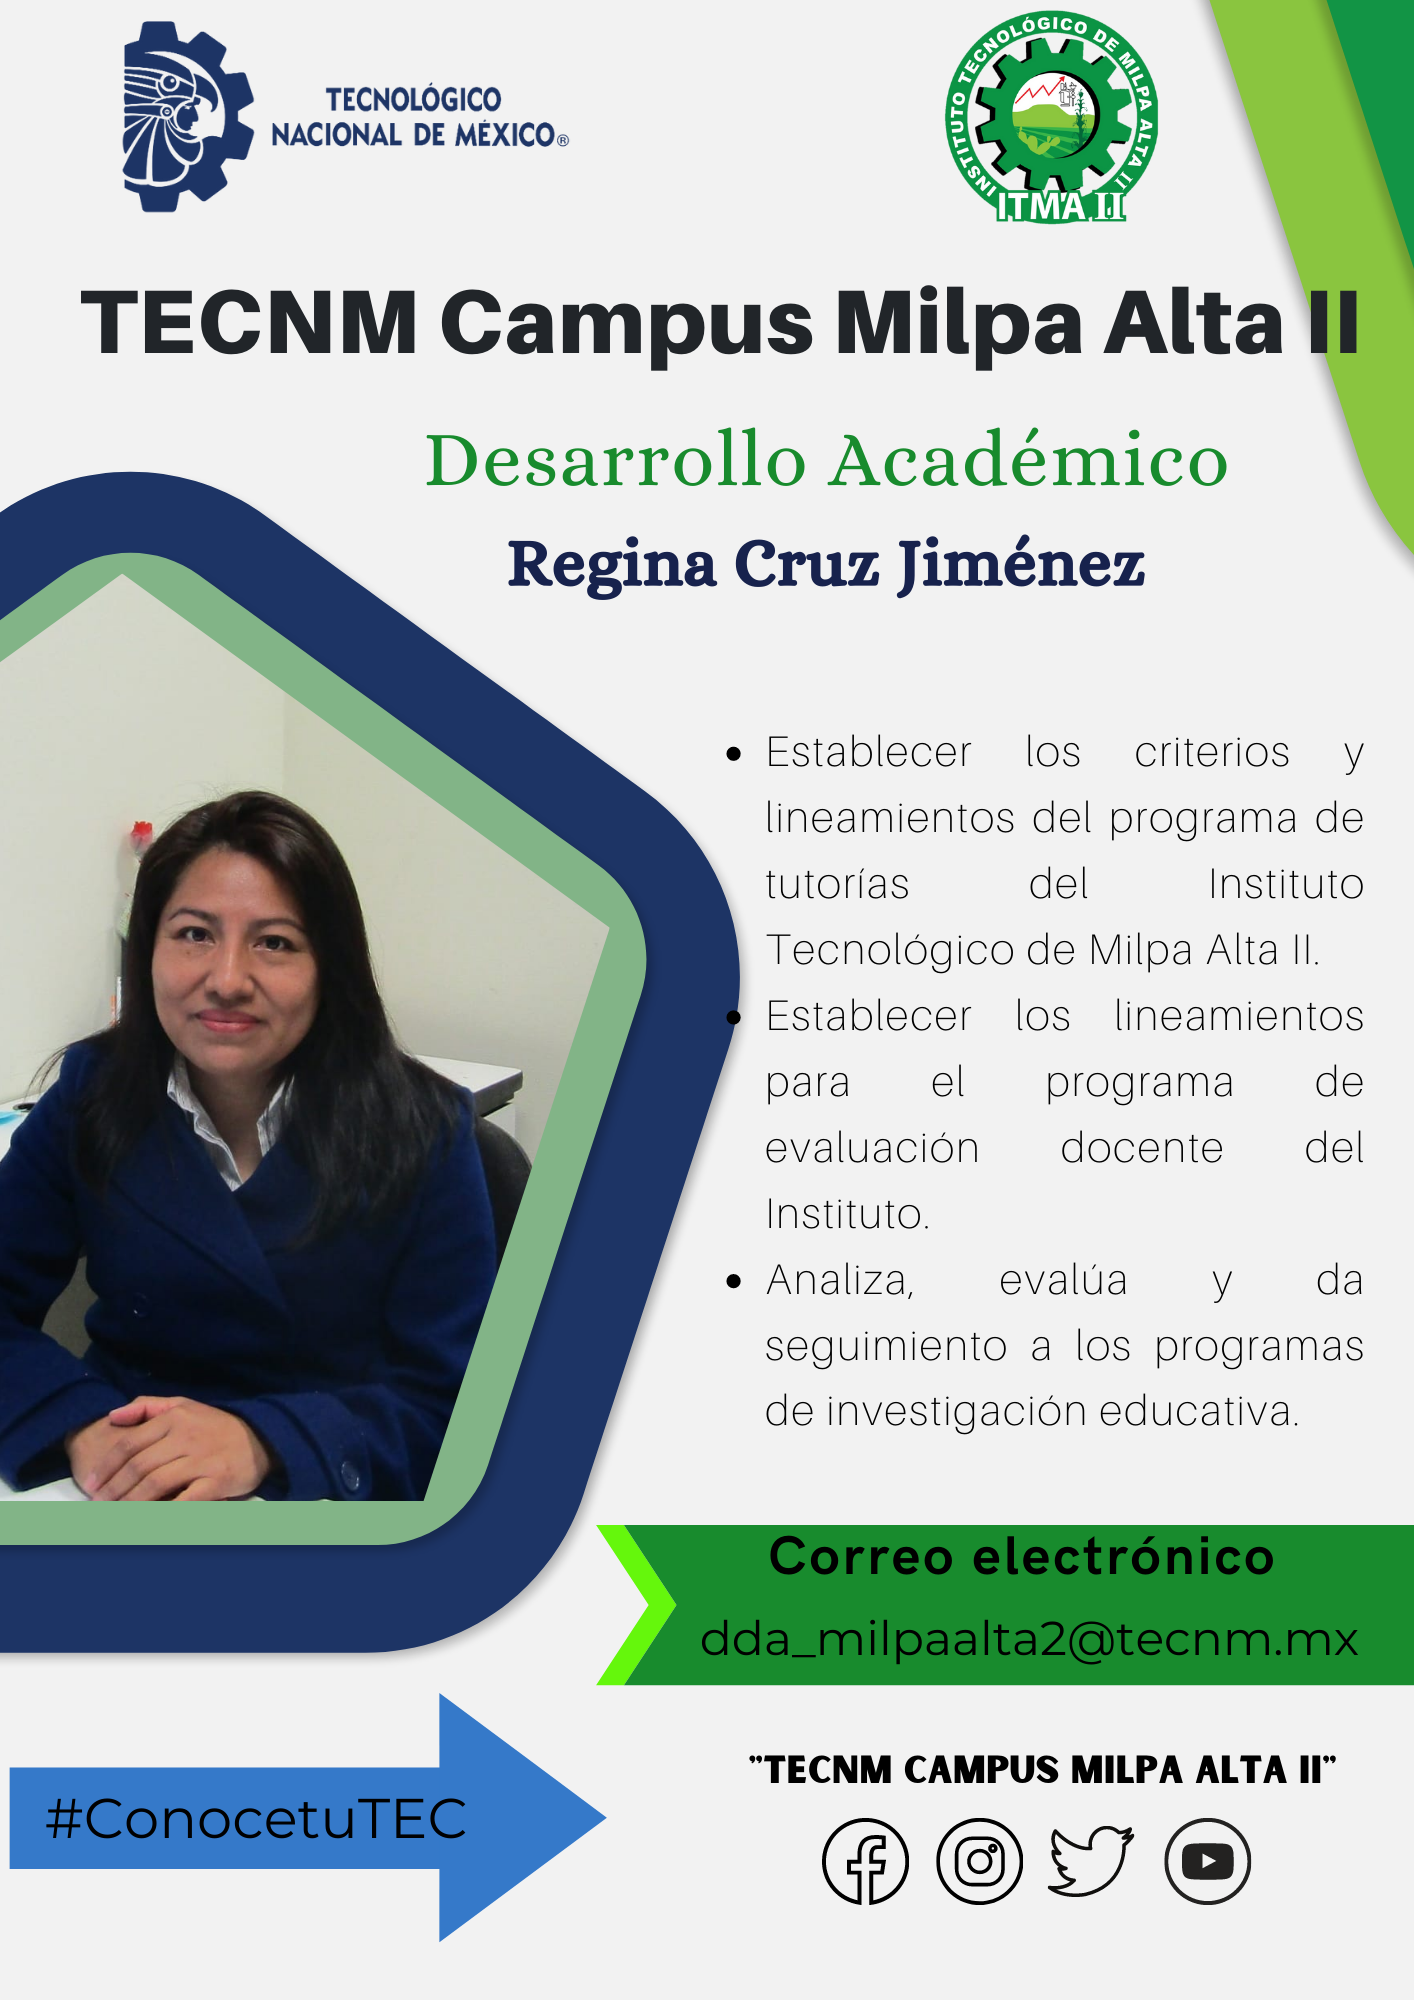 TECNOLÓGICO
NACIONAL DE MÉXICO®
INSTITUTO TECNOLÓGICO DE MILPA ALTA II
ITMA II
TECNM Campus Milpa Alta II
Desarrollo Académico
Regina Cruz Jiménez
• Establecer los criterios y
lineamientos del programa de
tutorías del Instituto
Tecnológico de Milpa Alta II.
• Establecer los lineamientos
para el programa de
evaluación docente del
Instituto.
• Analiza, evalúa y da
seguimiento a los programas
de investigación educativa.
Correo electrónico
dda_milpaalta2@tecnm.mx
#ConocetuTEC
"TECNM CAMPUS MILPA ALTA II"